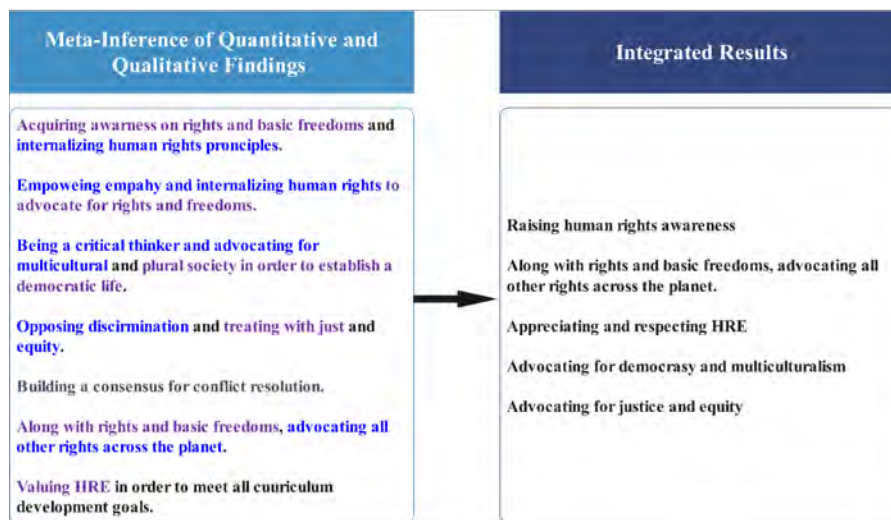 Meta-Inference of Quantitative and
Qualitative Findings
Acquiring awarness on rights and basic freedoms and
internalizing human rights pronciples.
Empoweing empahy and internalizing human rights to
advocate for rights and freedoms.
Being a critical thinker and advocating for
multicultural and plural society in order to establish a
democratic life.
Opposing discirmination and treating with just and
equity.
Building a consensus for conflict resolution.
Along with rights and basic freedoms, advocating all
other rights across the planet.
Valuing HRE in order to meet all cuuriculum
development goals.
Integrated Results
Raising human rights awareness
Along with rights and basic freedoms, advocating all
other rights across the planet.
Appreciating and respecting HRE
Advocating for demokrasy and multiculturalism
Advocating for justice and equity